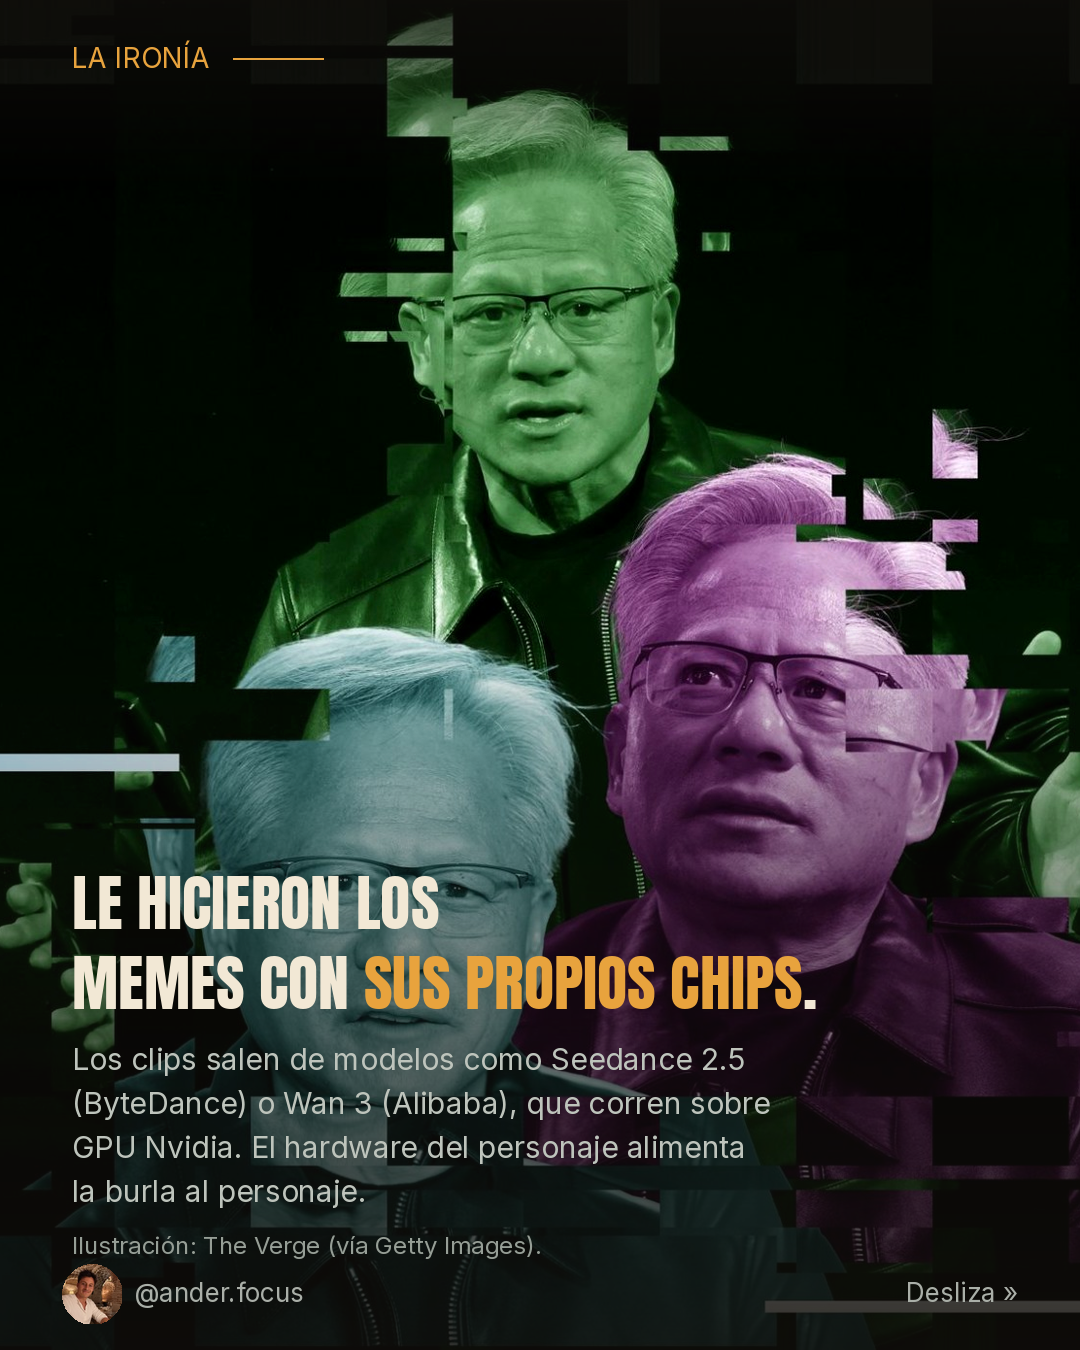 LA IRONÍA
LE HICIERON LOS
MEMES CON SUS PROPIOS CHIPS.
Los clips salen de modelos como Seedance 2.5
(ByteDance) o Wan 3 (Alibaba), que corren sobre
GPU Nvidia. El hardware del personaje alimenta
la burla al personaje.
Ilustración: The Verge (vía Getty Images).
@ander.focus
Desliza »